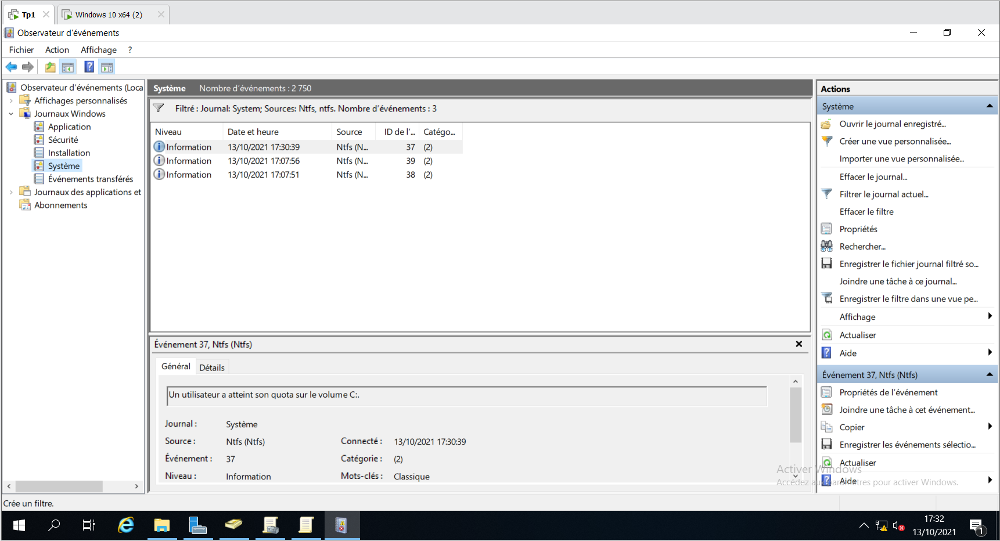 Tp1
Windows 10 x64 (2)
Observateur d'événements
Fichier Action Affichage ?
Observateur d'événements (Loca
Affichages personnalisés
Journaux Windows
Application
Sécurité
Installation
Système
Événements transférés
Journaux des applications et
Abonnements
Système Nombre d'événements : 2 750
Filtré : Journal: System; Sources: Ntfs, ntfs. Nombre d'événements : 3
Niveau Date et heure Source ID de l'... Catégo...
Information 13/10/2021 17:30:39 Ntfs (N... 37 (2)
Information 13/10/2021 17:07:56 Ntfs (N... 39 (2)
Information 13/10/2021 17:07:51 Ntfs (N... 38 (2)
Événement 37, Ntfs (Ntfs)
Général Détails
Un utilisateur a atteint son quota sur le volume C:.
Journal : Système
Source : Ntfs (Ntfs) Connecté : 13/10/2021 17:30:39
Événement : 37 Catégorie : (2)
Niveau : Information Mots-clés : Classique
Actions
Système
Ouvrir le journal enregistré...
Créer une vue personnalisée...
Importer une vue personnalisée...
Effacer le journal...
Filtrer le journal actuel...
Effacer le filtre
Propriétés
Rechercher...
Enregistrer le fichier journal filtré so...
Joindre une tâche à ce journal...
Enregistrer le filtre dans une vue pe...
Affichage
Actualiser
Aide
Événement 37, Ntfs (Ntfs)
Propriétés de l'événement
Joindre une tâche à cet événement...
Copier
Enregistrer les événements sélectio...
Actualiser
Aide
Activer Windows
Accédez aux paramètres pour activer Windows.
Crée un filtre.
17:32
13/10/2021
1